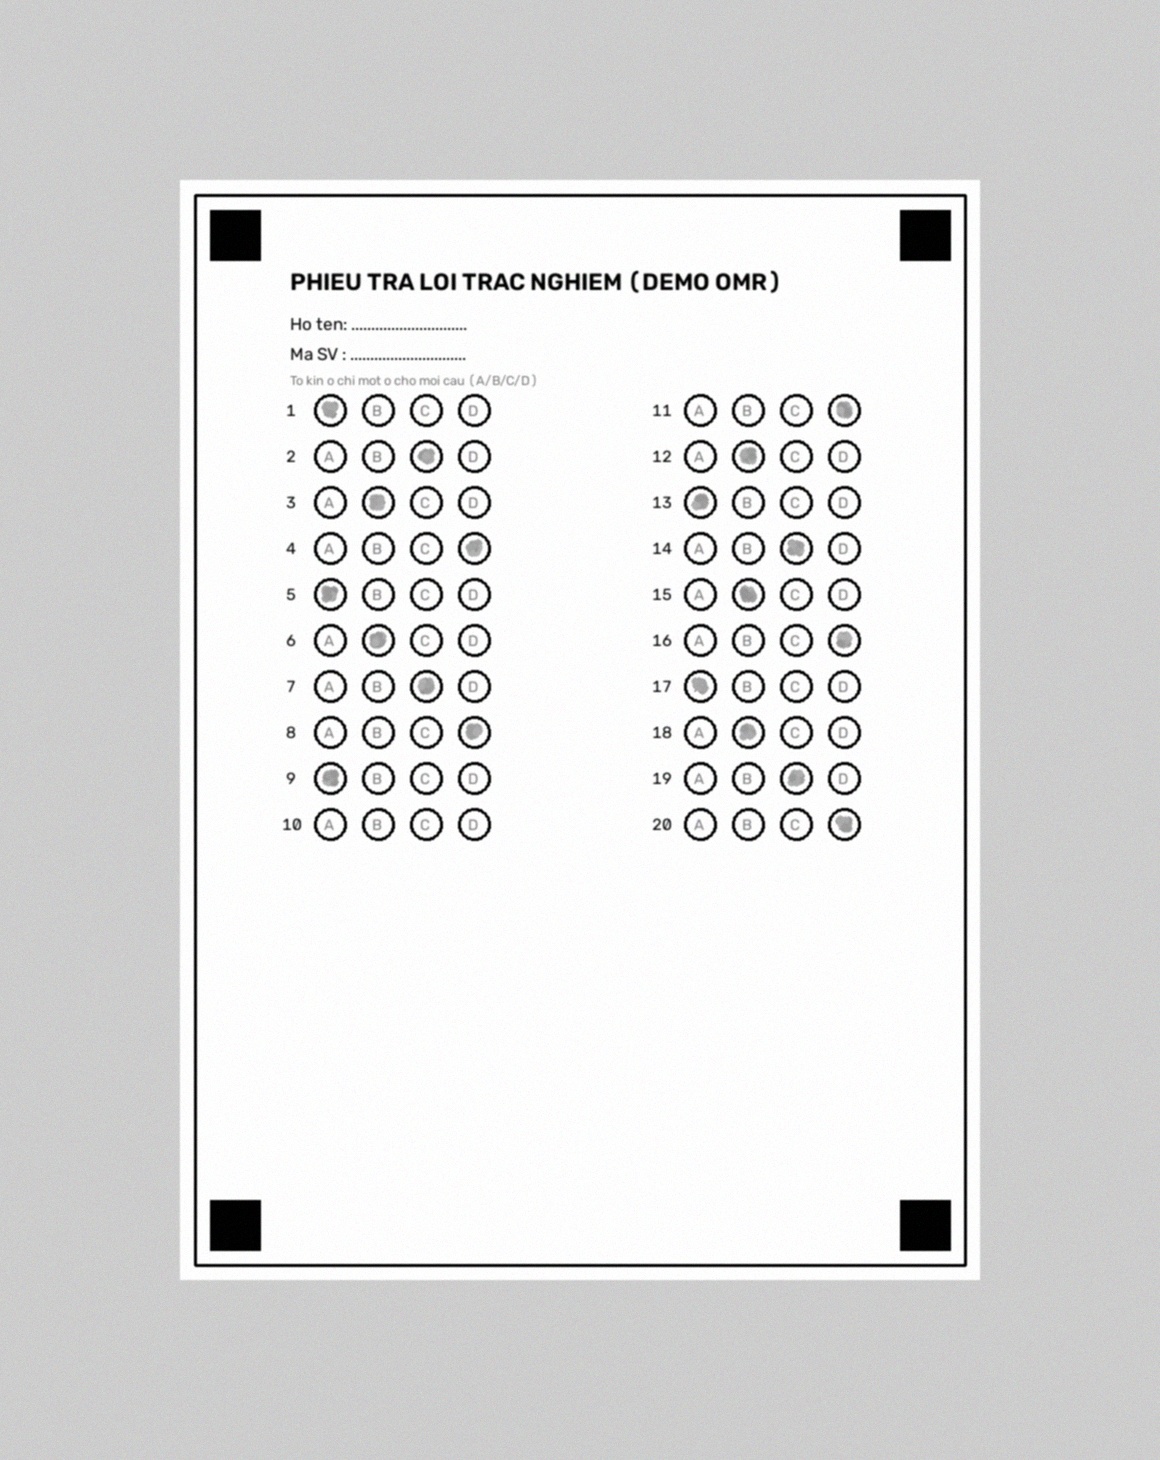 PHIEU TRA LOI TRAC NGHIEM (DEMO OMR)
Ho ten: .............................
Ma SV : .............................
To kin o chi mot o cho moi cau (A/B/C/D)
1 B C D
2 A B D
3 A C D
4 A B C
5 B C D
6 A C D
7 A B D
8 A B C
9 B C D
10 A B C D
11 A B C
12 A C D
13 B C D
14 A B D
15 A C D
16 A B C
17 B C D
18 A C D
19 A B D
20 A B C